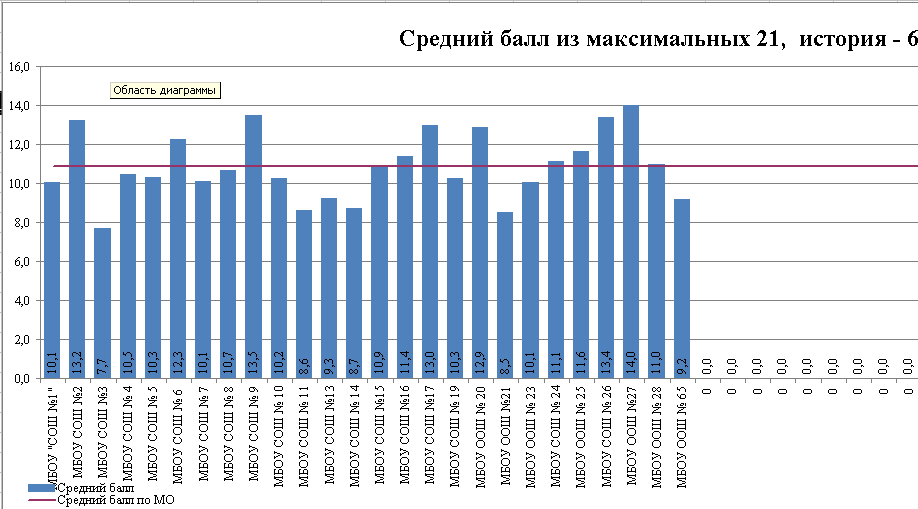 Средний балл из максимальных 21, история - 6
16,0
14,0
12,0
10,0
8,0
6,0
4,0
2,0
0,0
Область диаграммы
10,1
13,2
7,7
10,5
10,3
12,3
10,1
10,7
13,5
10,2
8,6
9,3
8,7
10,9
11,4
13,0
10,3
12,9
8,5
10,1
11,1
11,6
13,4
14,0
11,0
9,2
0,0
0,0
0,0
0,0
0,0
0,0
0,0
0,0
0,0
МБОУ "СОШ №1"
МБОУ СОШ №2
МБОУ СОШ №3
МБОУ СОШ № 4
МБОУ СОШ № 5
МБОУ СОШ № 6
МБОУ СОШ № 7
МБОУ СОШ № 8
МБОУ СОШ № 9
МБОУ СОШ № 10
МБОУ СОШ № 11
МБОУ СОШ №13
МБОУ СОШ № 14
МБОУ СОШ №15
МБОУ СОШ №16
МБОУ СОШ №17
МБОУ СОШ № 19
МБОУ ООШ № 20
МБОУ ООШ №21
МБОУ ООШ № 23
МБОУ СОШ № 24
МБОУ ООШ № 25
МБОУ СОШ № 26
МБОУ ООШ №27
МБОУ ООШ № 28
МБОУ ООШ № 65
0
0
0
0
0
0
0
0
0
Средний балл
Средний балл по МО